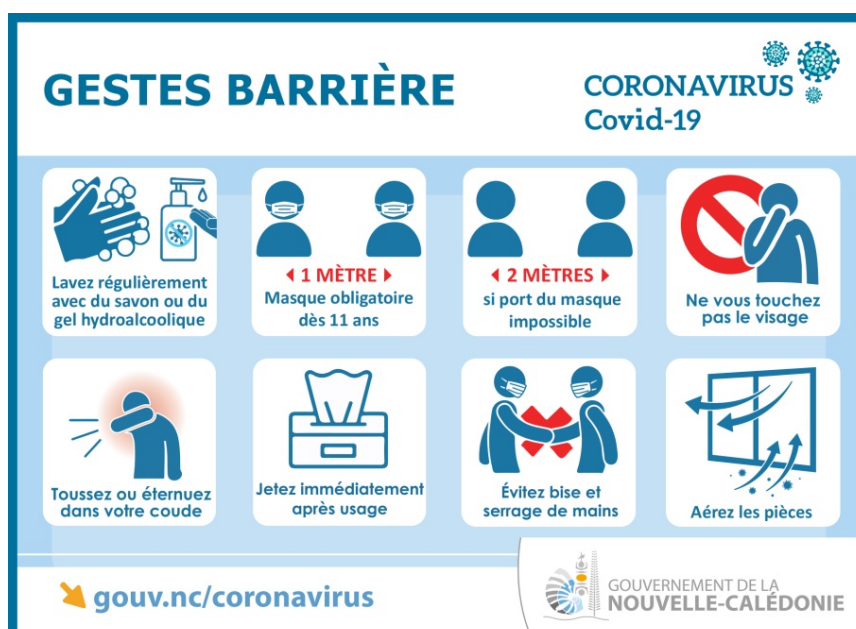 GESTES BARRIÈRE
CORONAVIRUS
Covid-19
Lavez régulièrement
avec du savon ou du
gel hydroalcoolique
1 MÈTRE
Masque obligatoire
dès 11 ans
2 MÈTRES
si port du masque
impossible
Ne vous touchez
pas le visage
Toussez ou éternuez
dans votre coude
Jetez immédiatement
après usage
Évitez bise et
serrage de mains
Aérez les pièces
gouv.nc/coronavirus
GOUVERNEMENT DE LA
NOUVELLE-CALÉDONIE